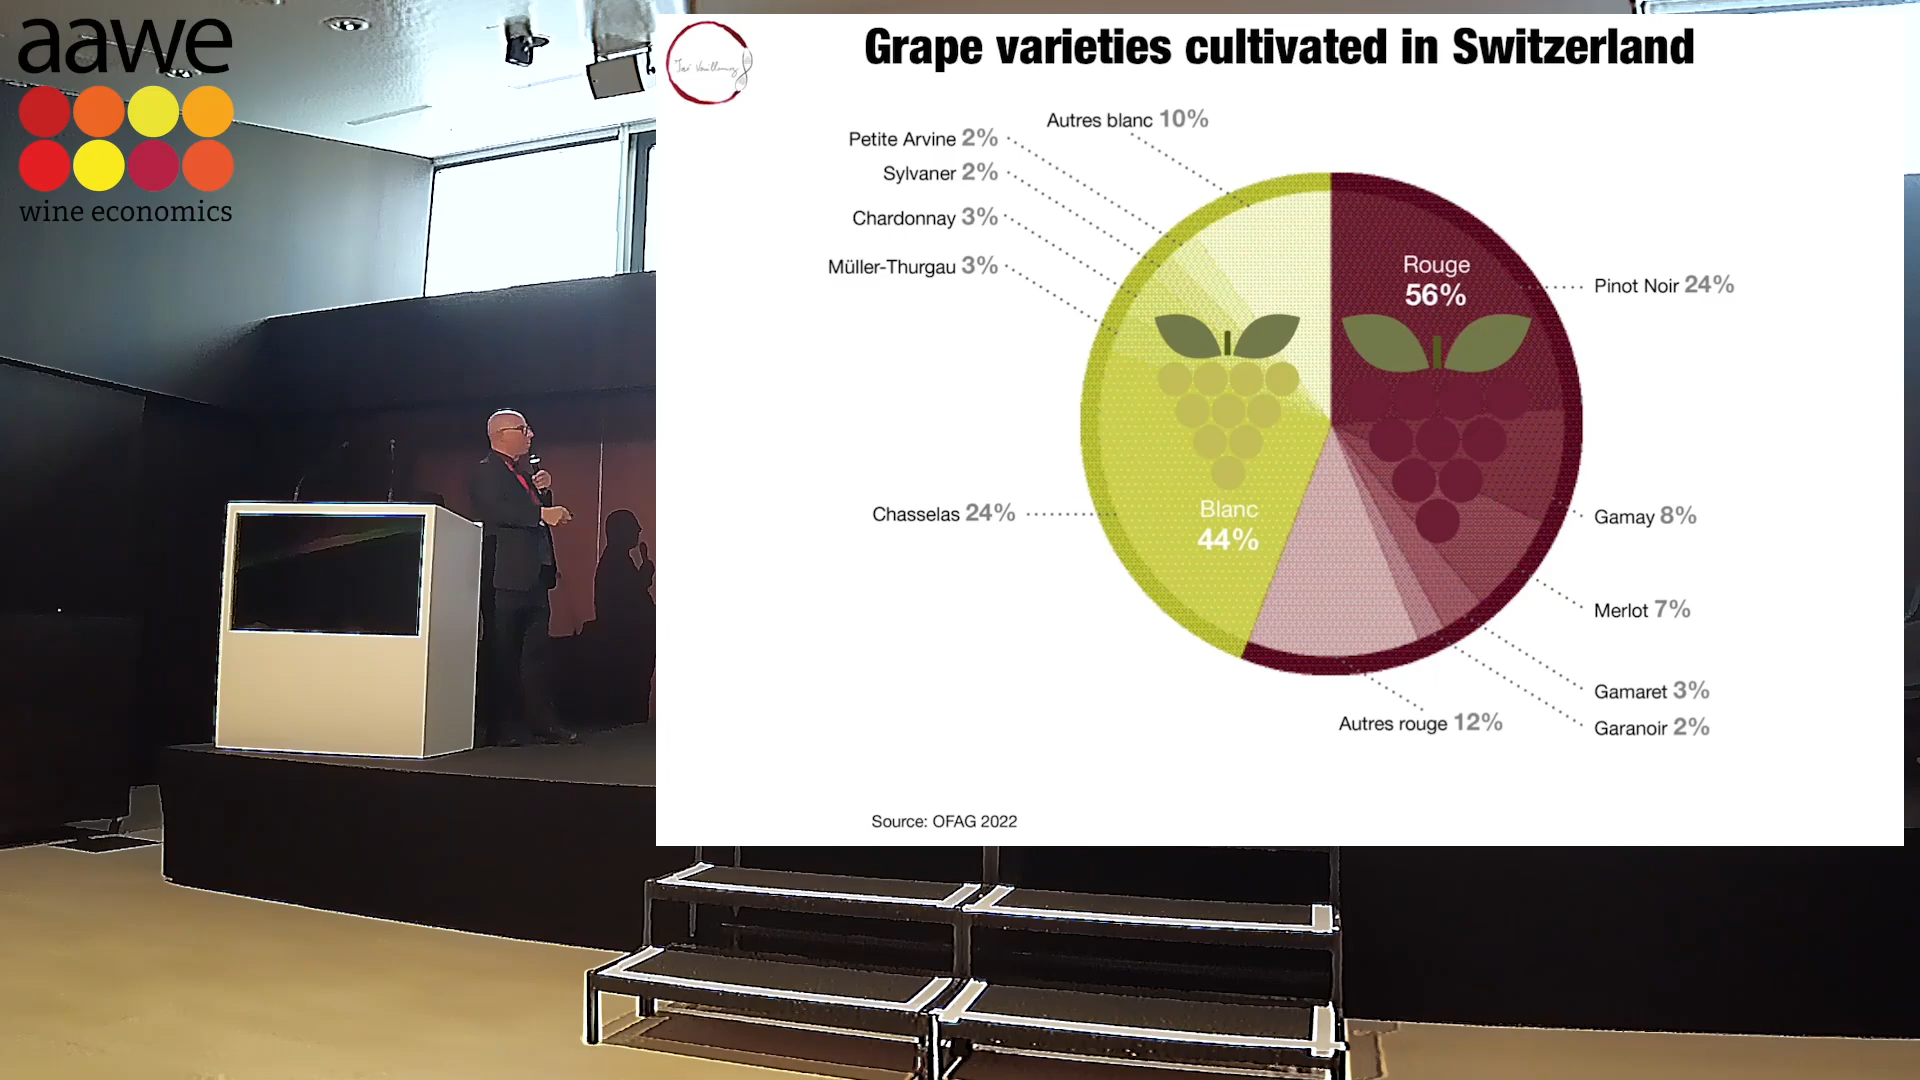 aawe
wine economics
Grape varieties cultivated in Switzerland
Autres blanc 10%
Petite Arvine 2%
Sylvaner 2%
Chardonnay 3%
Müller-Thurgau 3%
Chasselas 24%
Blanc
44%
Rouge
56%
Pinot Noir 24%
Gamay 8%
Merlot 7%
Gamaret 3%
Garanoir 2%
Autres rouge 12%
Source: OFAG 2022